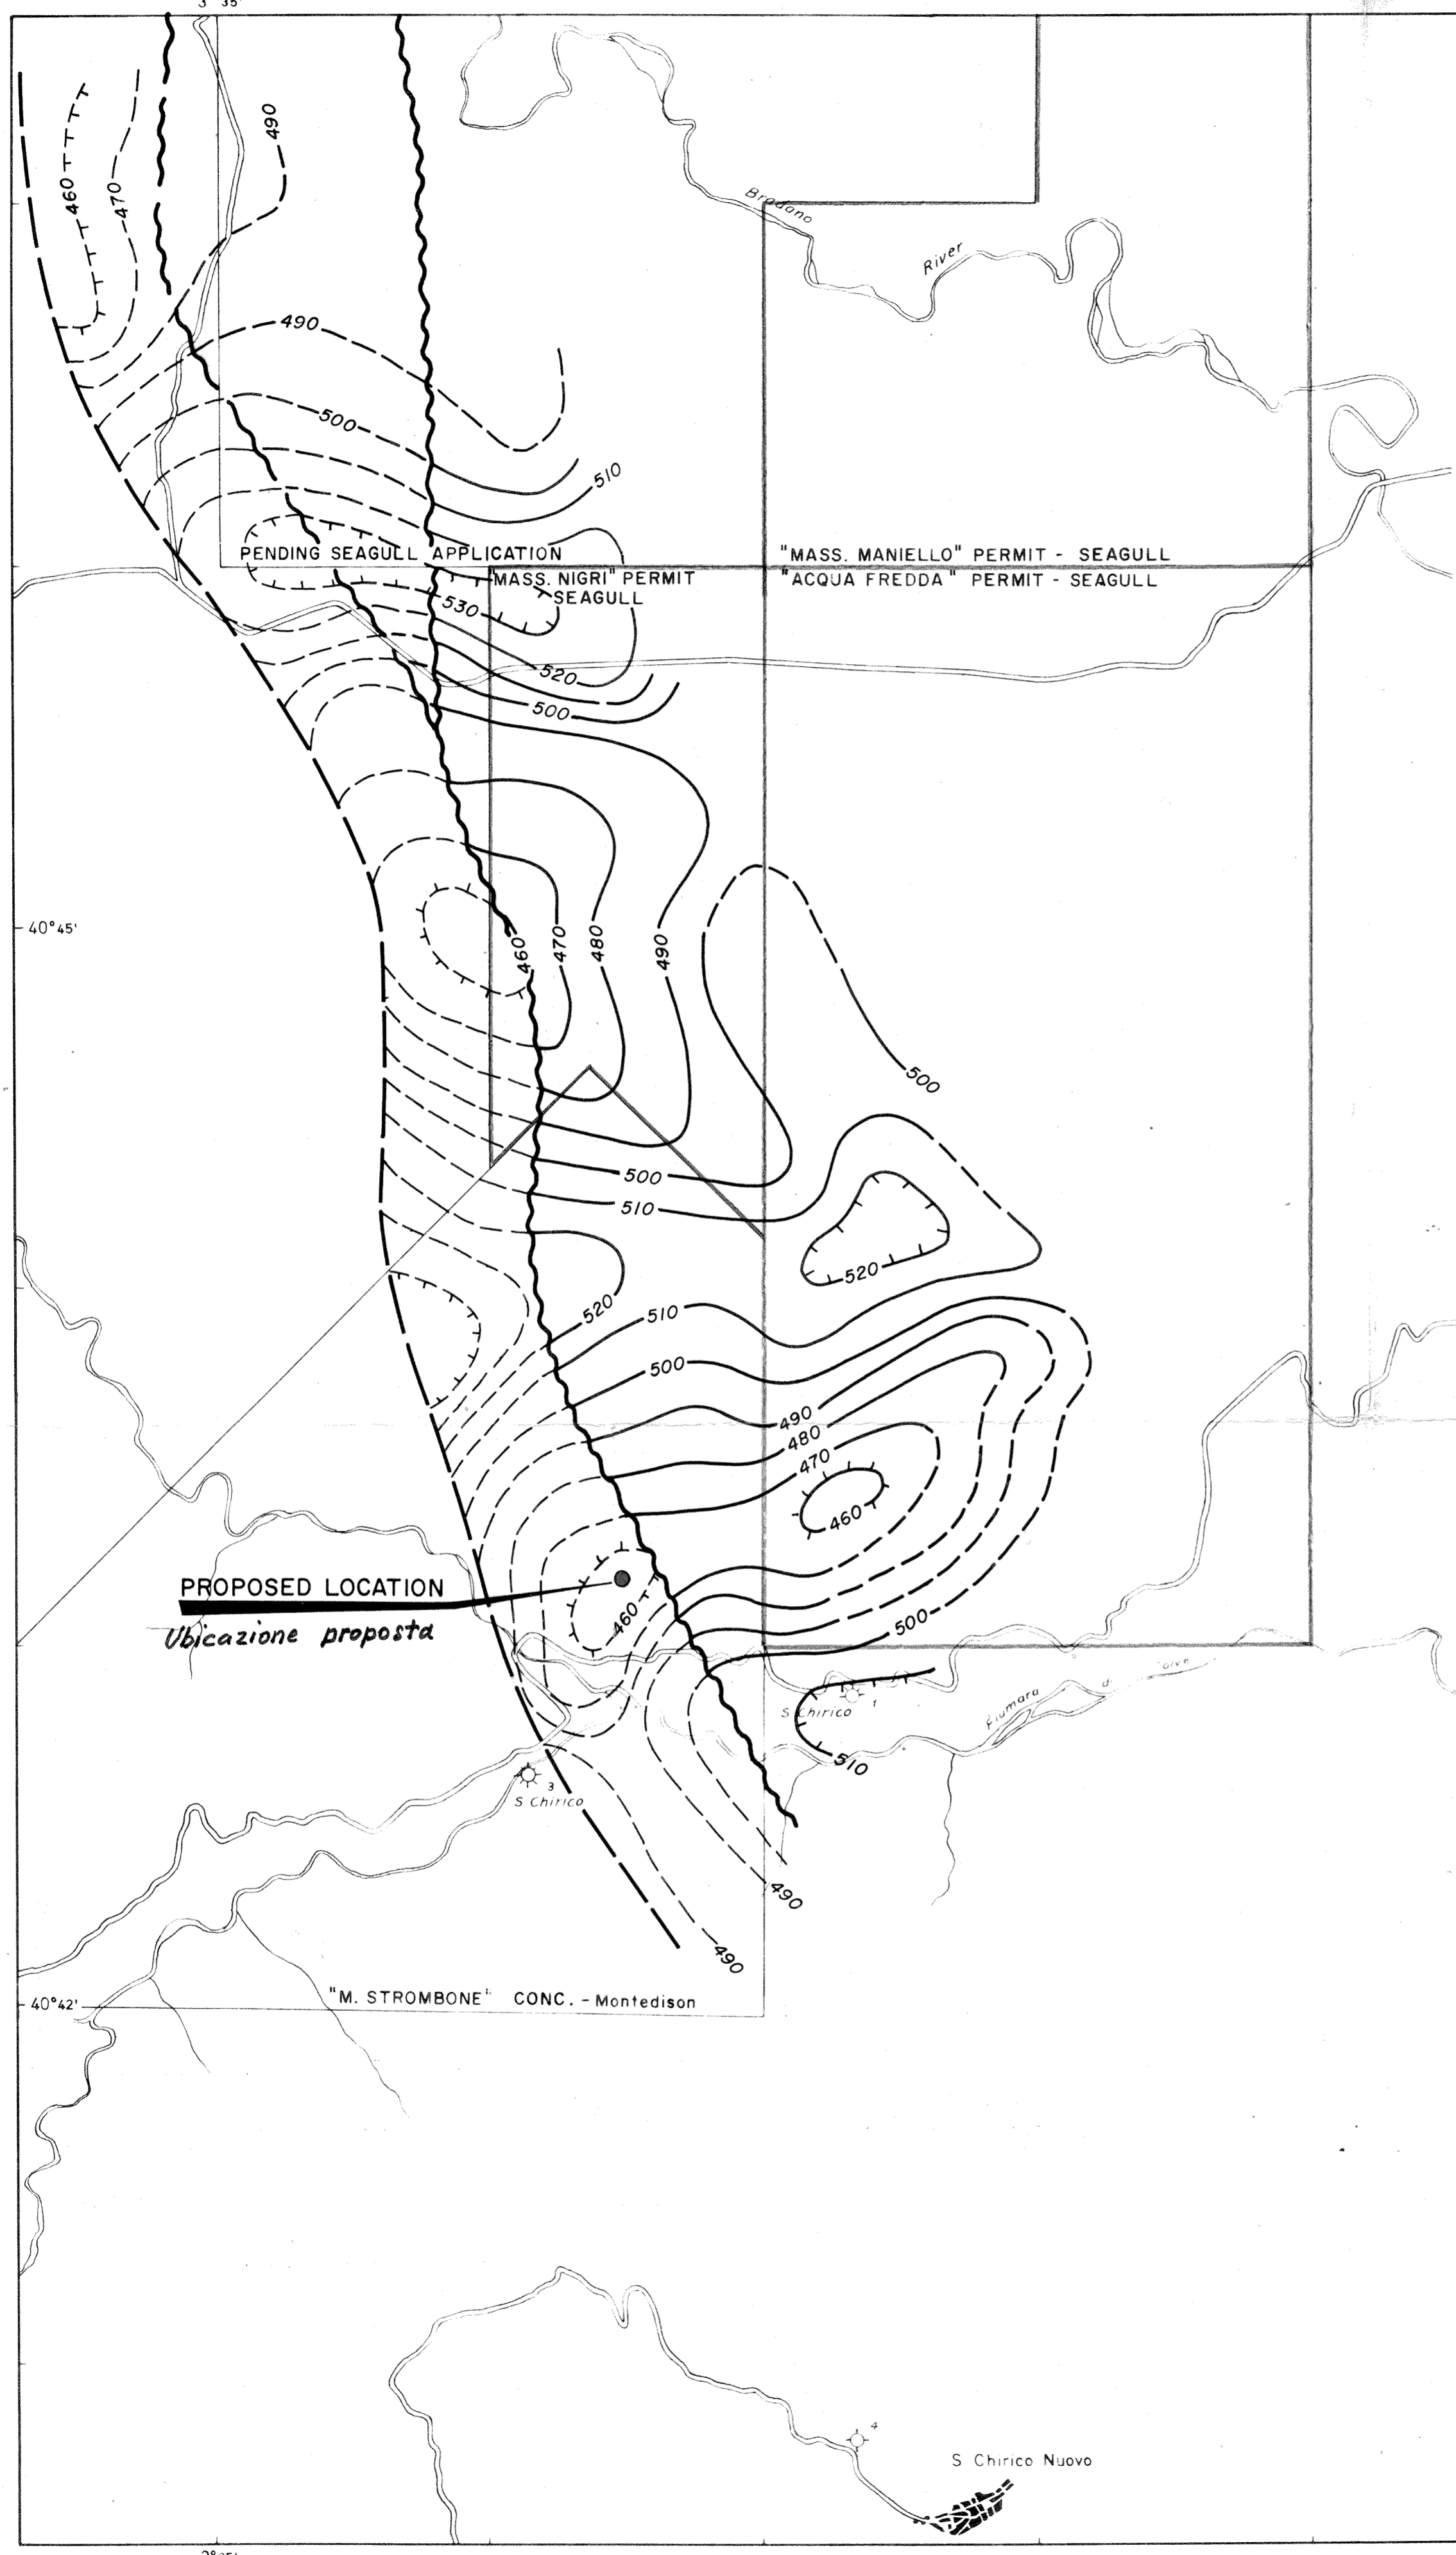 3° 35'
490
460
470
Bradano
River
490
500
510
PENDING SEAGULL APPLICATION
"MASS. MANIELLO" PERMIT - SEAGULL
"MASS. NIGRI" PERMIT
SEAGULL
"ACQUA FREDDA" PERMIT - SEAGULL
530
520
500
40°45'
460
470
480
490
500
500
510
520
520
510
500
490
480
470
460
PROPOSED LOCATION
Ubicazione proposta
460
500
S Chirico
1
Fiumara
510
3
S Chirico
490
490
40°42'
"M. STROMBONE" CONC. - Montedison
4
S Chirico Nuovo